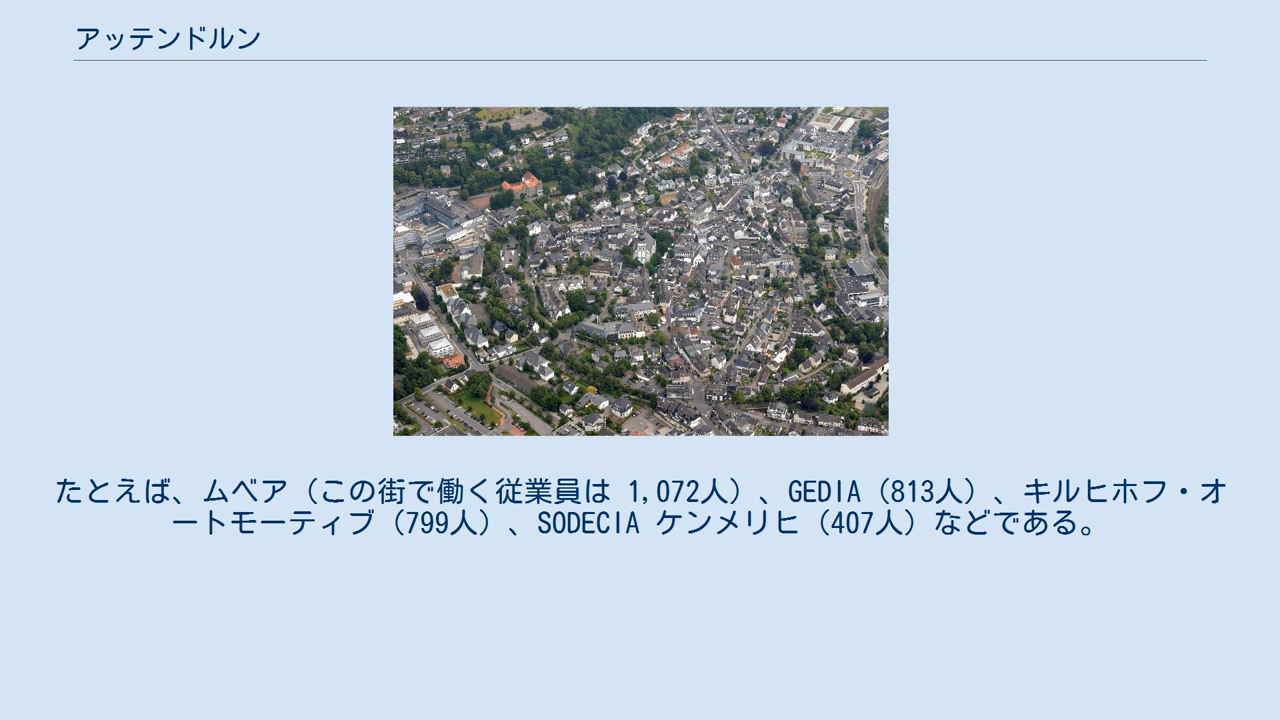 アッテンドルン
たとえば、ムベア（この街で働く従業員は 1,072人）、GEDIA（813人）、キルヒホフ・オ
ートモーティブ（799人）、SODECIA ケンメリヒ（407人）などである。